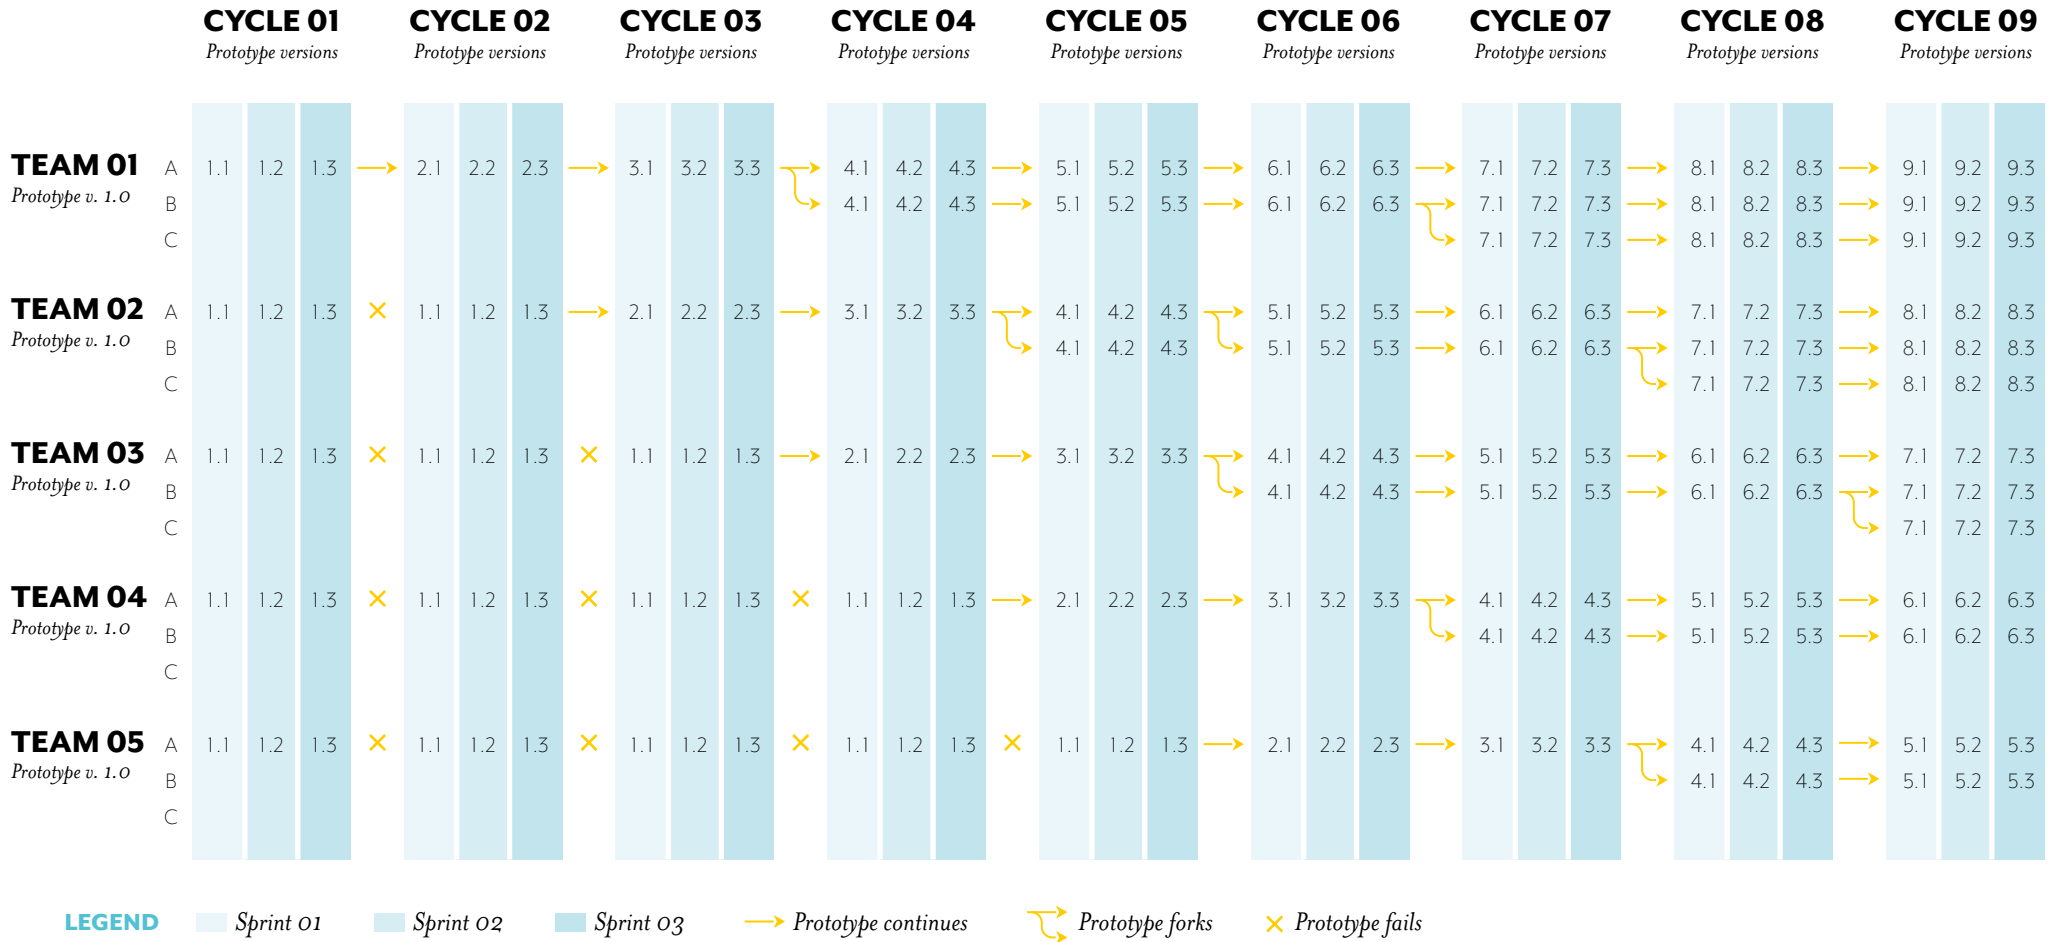 CYCLE 01 CYCLE 02 CYCLE 03 CYCLE 04 CYCLE 05 CYCLE 06 CYCLE 07 CYCLE 08 CYCLE 09
Prototype versions Prototype versions Prototype versions Prototype versions Prototype versions Prototype versions Prototype versions Prototype versions Prototype versions
TEAM 01 A 1.1 1.2 1.3 2.1 2.2 2.3 3.1 3.2 3.3 4.1 4.2 4.3 5.1 5.2 5.3 6.1 6.2 6.3 7.1 7.2 7.3 8.1 8.2 8.3 9.1 9.2 9.3
Prototype v. 1.0
B 4.1 4.2 4.3 5.1 5.2 5.3 6.1 6.2 6.3 7.1 7.2 7.3 8.1 8.2 8.3 9.1 9.2 9.3
C 7.1 7.2 7.3 8.1 8.2 8.3 9.1 9.2 9.3
TEAM 02 A 1.1 1.2 1.3 1.1 1.2 1.3 2.1 2.2 2.3 3.1 3.2 3.3 4.1 4.2 4.3 5.1 5.2 5.3 6.1 6.2 6.3 7.1 7.2 7.3 8.1 8.2 8.3
Prototype v. 1.0
B 4.1 4.2 4.3 5.1 5.2 5.3 6.1 6.2 6.3 7.1 7.2 7.3 8.1 8.2 8.3
C 7.1 7.2 7.3 8.1 8.2 8.3
TEAM 03 A 1.1 1.2 1.3 1.1 1.2 1.3 1.1 1.2 1.3 2.1 2.2 2.3 3.1 3.2 3.3 4.1 4.2 4.3 5.1 5.2 5.3 6.1 6.2 6.3 7.1 7.2 7.3
Prototype v. 1.0
B 4.1 4.2 4.3 5.1 5.2 5.3 6.1 6.2 6.3 7.1 7.2 7.3
C 7.1 7.2 7.3
TEAM 04 A 1.1 1.2 1.3 1.1 1.2 1.3 1.1 1.2 1.3 1.1 1.2 1.3 2.1 2.2 2.3 3.1 3.2 3.3 4.1 4.2 4.3 5.1 5.2 5.3 6.1 6.2 6.3
Prototype v. 1.0
B 4.1 4.2 4.3 5.1 5.2 5.3 6.1 6.2 6.3
C
TEAM 05 A 1.1 1.2 1.3 1.1 1.2 1.3 1.1 1.2 1.3 1.1 1.2 1.3 1.1 1.2 1.3 2.1 2.2 2.3 3.1 3.2 3.3 4.1 4.2 4.3 5.1 5.2 5.3
Prototype v. 1.0
B 4.1 4.2 4.3 5.1 5.2 5.3
C
LEGEND Sprint 01 Sprint 02 Sprint 03 Prototype continues Prototype forks Prototype fails